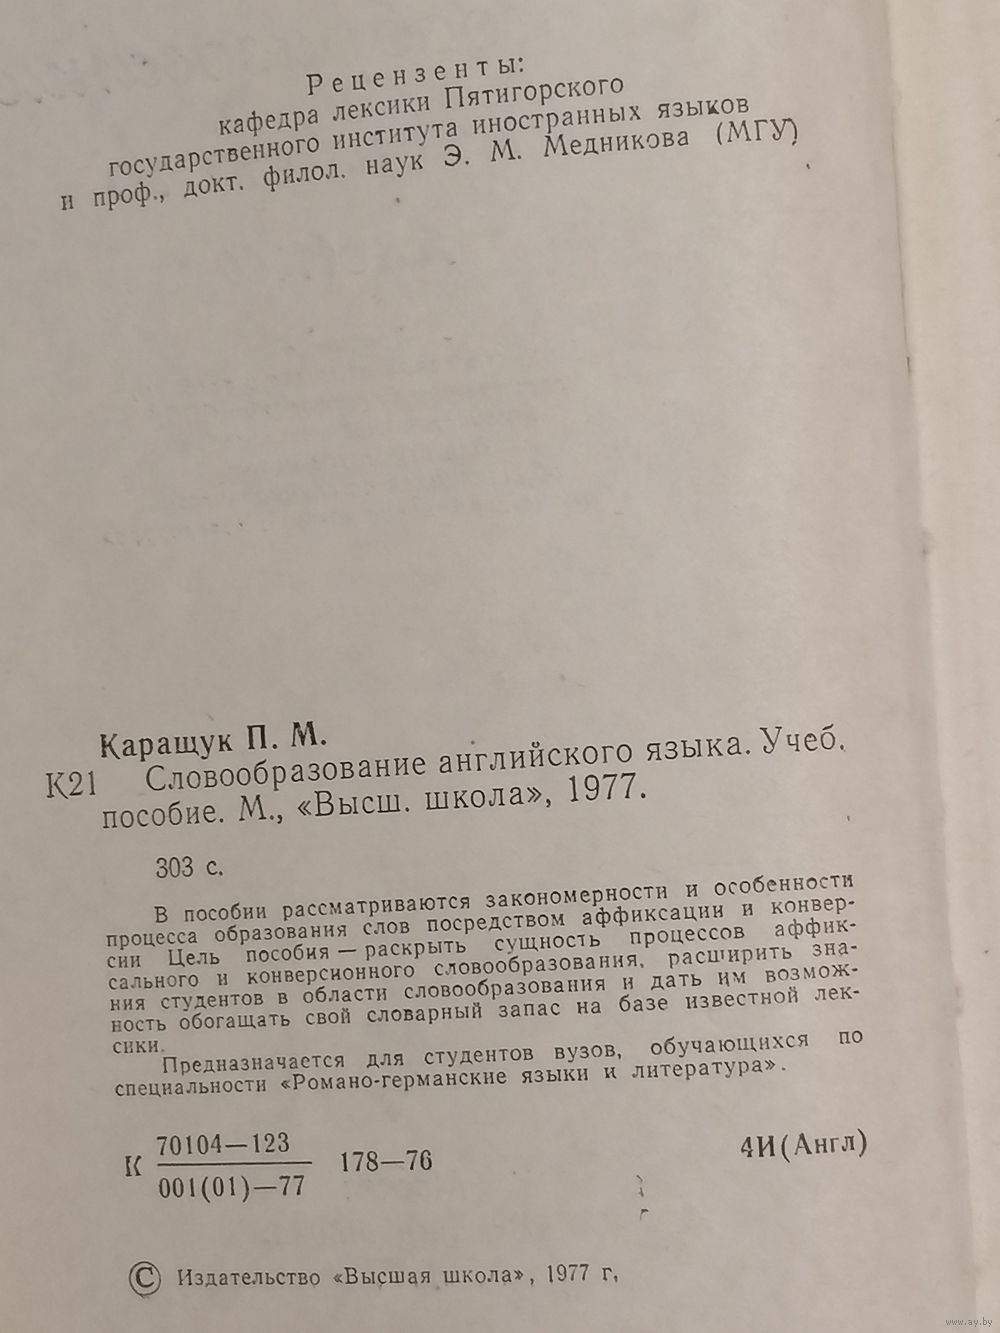 Рецензенты:
кафедра лексики Пятигорского
государственного института иностранных языков
и проф., докт. филол. наук Э. М. Медникова (МГУ)
Каращук П. М.
К21 Словообразование английского языка. Учеб.
пособие. М., «Высш. школа», 1977.
303 с.
В пособии рассматриваются закономерности и особенности
процесса образования слов посредством аффиксации и конвер-
сии Цель пособия — раскрыть сущность процессов аффик-
сального и конверсионного словообразования, расширить зна-
ния студентов в области словообразования и дать им возмож-
ность обогащать свой словарный запас на базе известной лек-
сики.
Предназначается для студентов вузов, обучающихся по
специальности «Романо-германские языки и литература».
70104—123
К 178—76 4И(Англ)
001(01)—77
© Издательство «Высшая школа», 1977 г.
www.ay.by